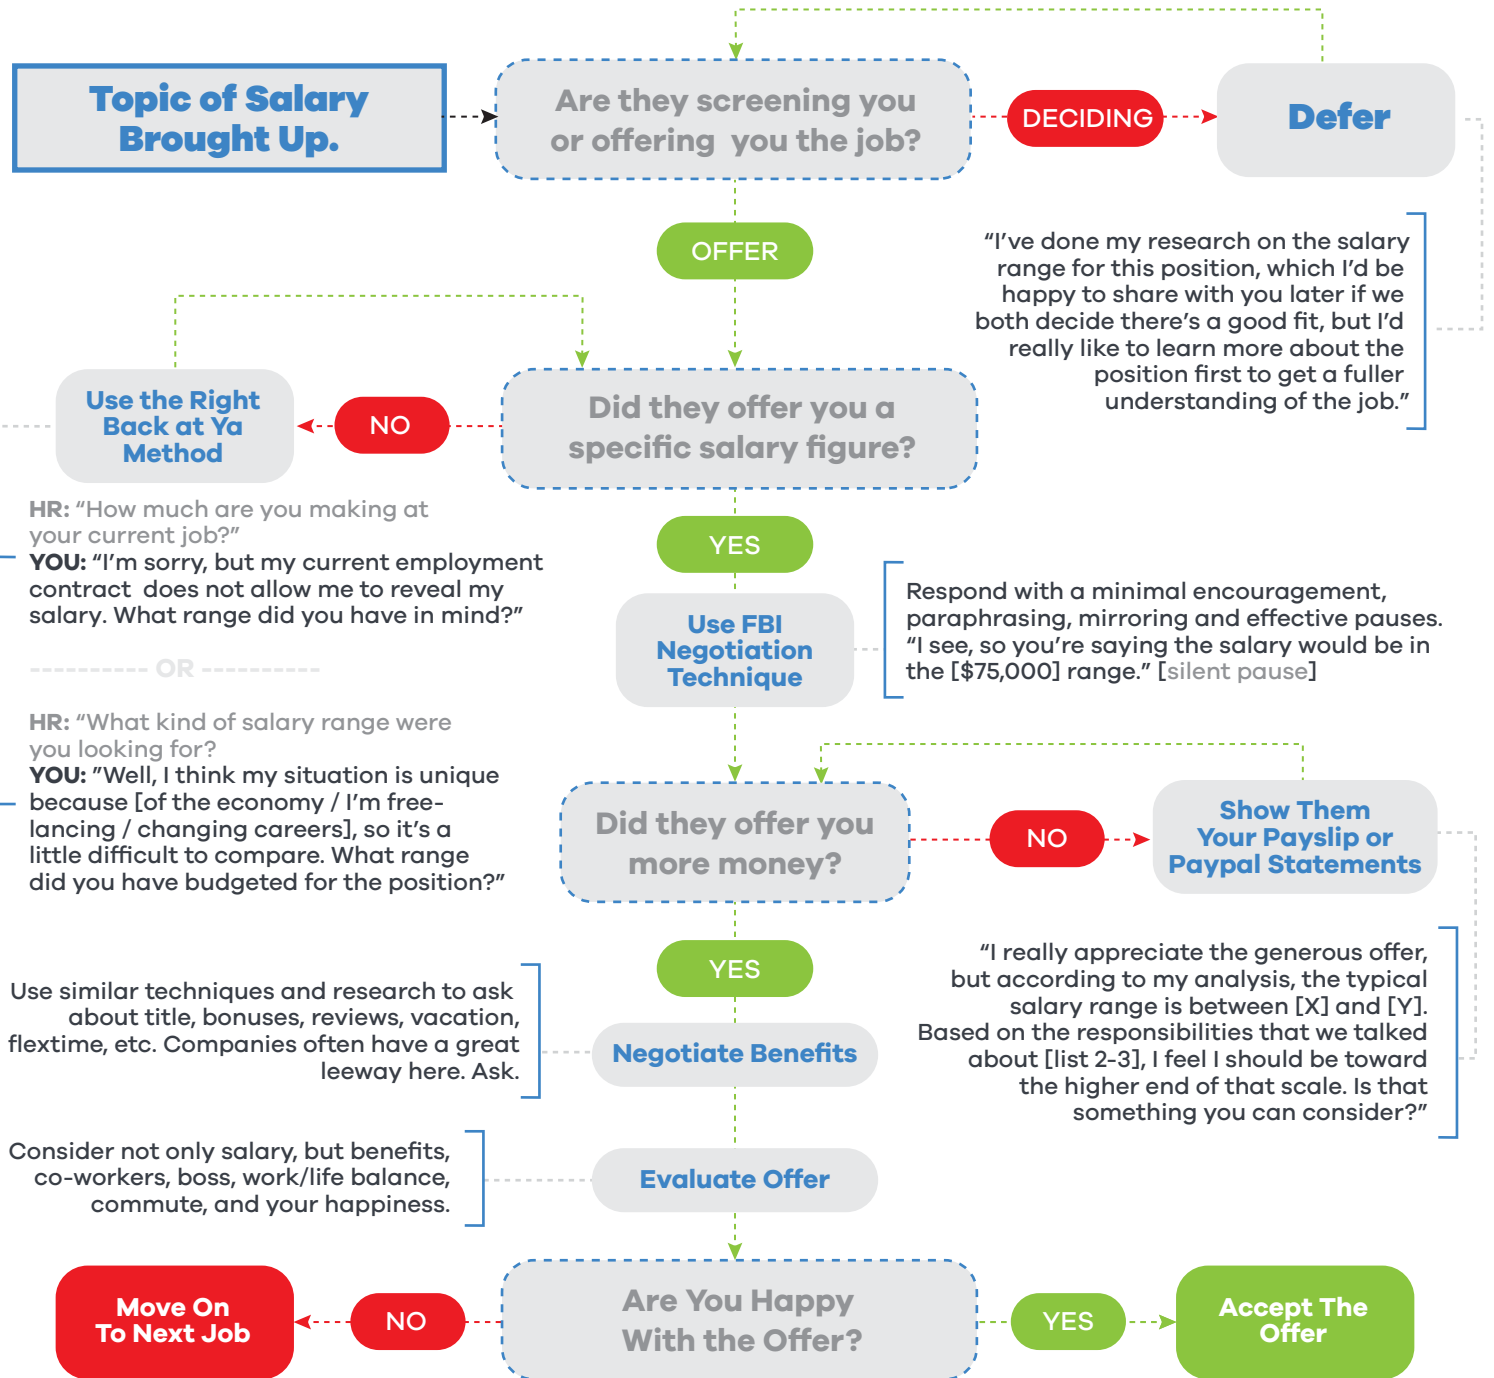 Topic of Salary
Brought Up.
Are they screening you
or offering you the job?
DECIDING
Defer
OFFER
“I’ve done my research on the salary
range for this position, which I’d be
happy to share with you later if we
both decide there’s a good fit, but I’d
really like to learn more about the
position first to get a fuller
understanding of the job.”
Use the Right
Back at Ya
Method
NO
Did they offer you a
specific salary figure?
HR: “How much are you making at
your current job?”
YOU: “I’m sorry, but my current employment
contract does not allow me to reveal my
salary. What range did you have in mind?”
---------- OR ----------
HR: “What kind of salary range were
you looking for?
YOU: ”Well, I think my situation is unique
because [of the economy / I’m free-
lancing / changing careers], so it’s a
little difficult to compare. What range
did you have budgeted for the position?”
YES
Use FBI
Negotiation
Technique
Respond with a minimal encouragement,
paraphrasing, mirroring and effective pauses.
“I see, so you’re saying the salary would be in
the [$75,000] range.” [silent pause]
Did they offer you
more money?
NO
Show Them
Your Payslip or
Paypal Statements
“I really appreciate the generous offer,
but according to my analysis, the typical
salary range is between [X] and [Y].
Based on the responsibilities that we talked
about [list 2-3], I feel I should be toward
the higher end of that scale. Is that
something you can consider?”
YES
Use similar techniques and research to ask
about title, bonuses, reviews, vacation,
flextime, etc. Companies often have a great
leeway here. Ask.
Negotiate Benefits
Consider not only salary, but benefits,
co-workers, boss, work/life balance,
commute, and your happiness.
Evaluate Offer
Move On
To Next Job
NO
Are You Happy
With the Offer?
YES
Accept The
Offer